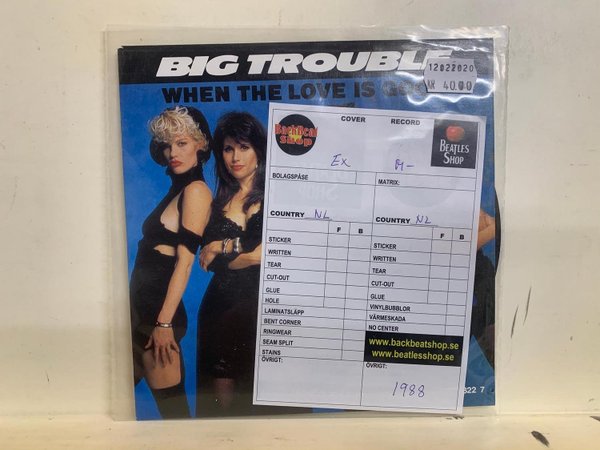 BIG TROUBLE
12022020
KR 40.00
WHEN THE LOVE IS
BackBeat Shop
COVER
RECORD
BEATLES SHOP
Ex
M-
BOLAGSPÅSE
MATRIX:
COUNTRY NL
COUNTRY NL
F B
F B
STICKER
STICKER
WRITTEN
WRITTEN
TEAR
TEAR
CUT-OUT
CUT-OUT
GLUE
GLUE
HOLE
VINYLBUBBLOR
LAMINATSLÄPP
VÄRMESKADA
BENT CORNER
NO CENTER
RINGWEAR
www.backbeatshop.se
SEAM SPLIT
www.beatlesshop.se
STAINS
ÖVRIGT:
ÖVRIGT:
1988
622 7